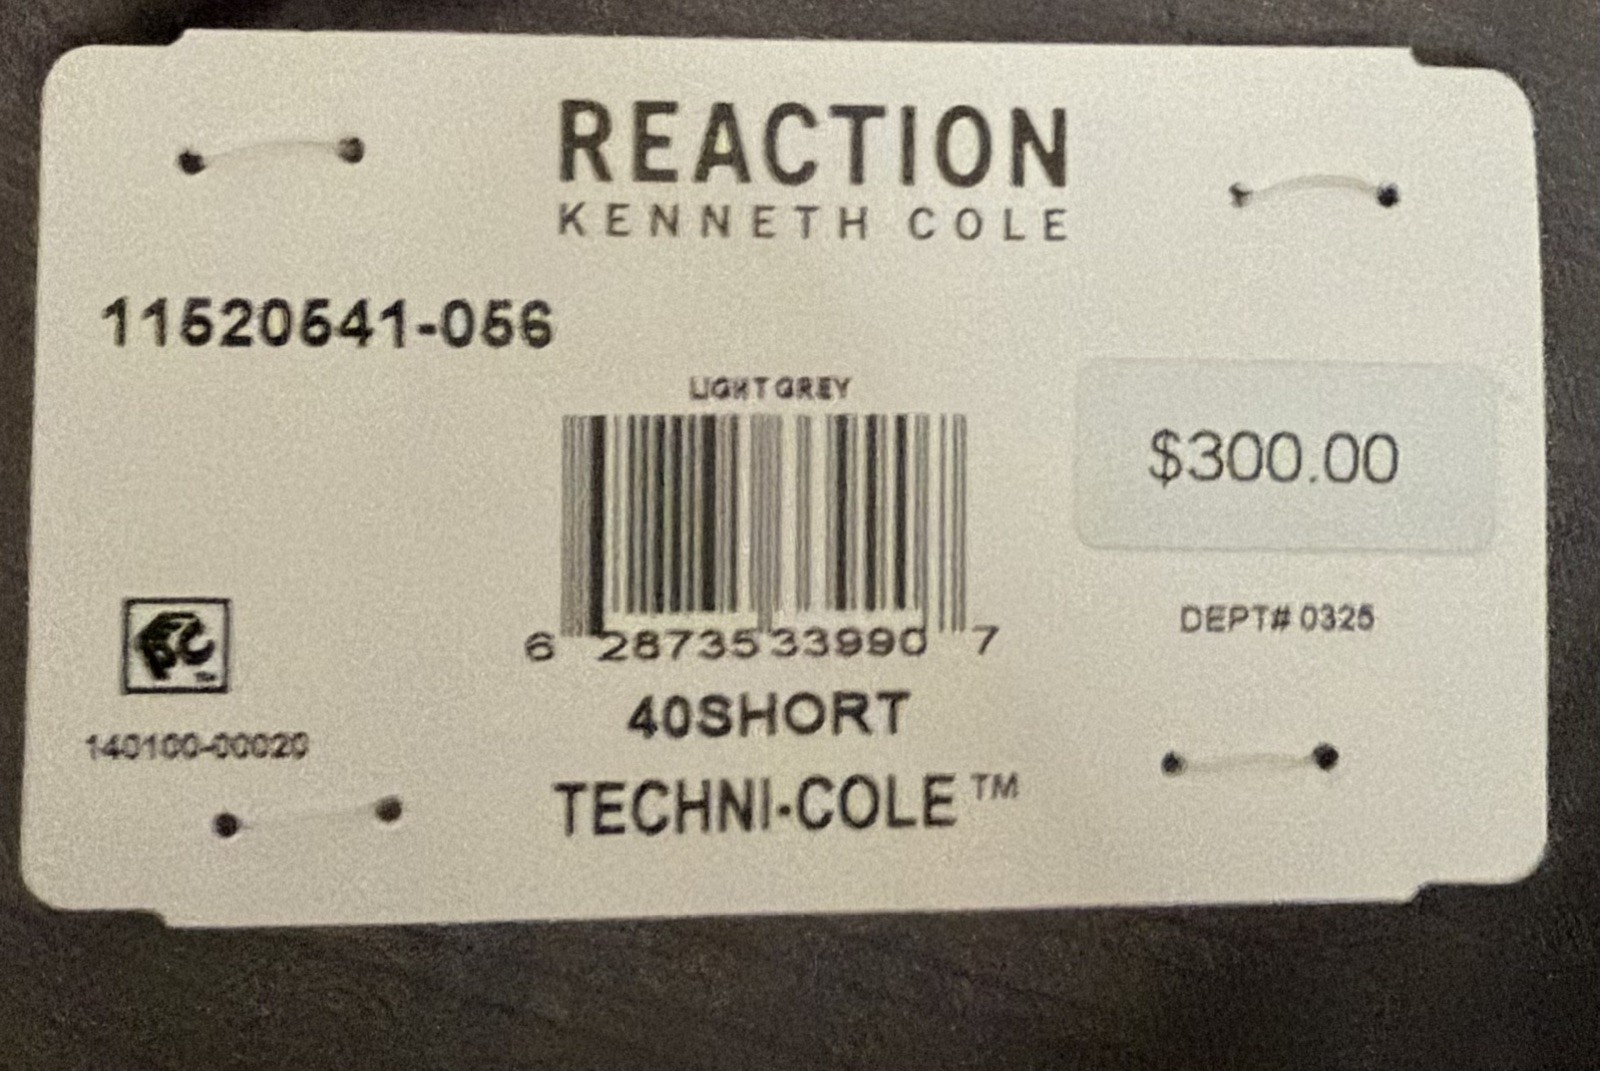 REACTION
KENNETH COLE
11520541-056
LIGHT GREY
$300.00
6 28735 33990 7
DEPT# 0325
40SHORT
140100-00020
TECHNI-COLE™